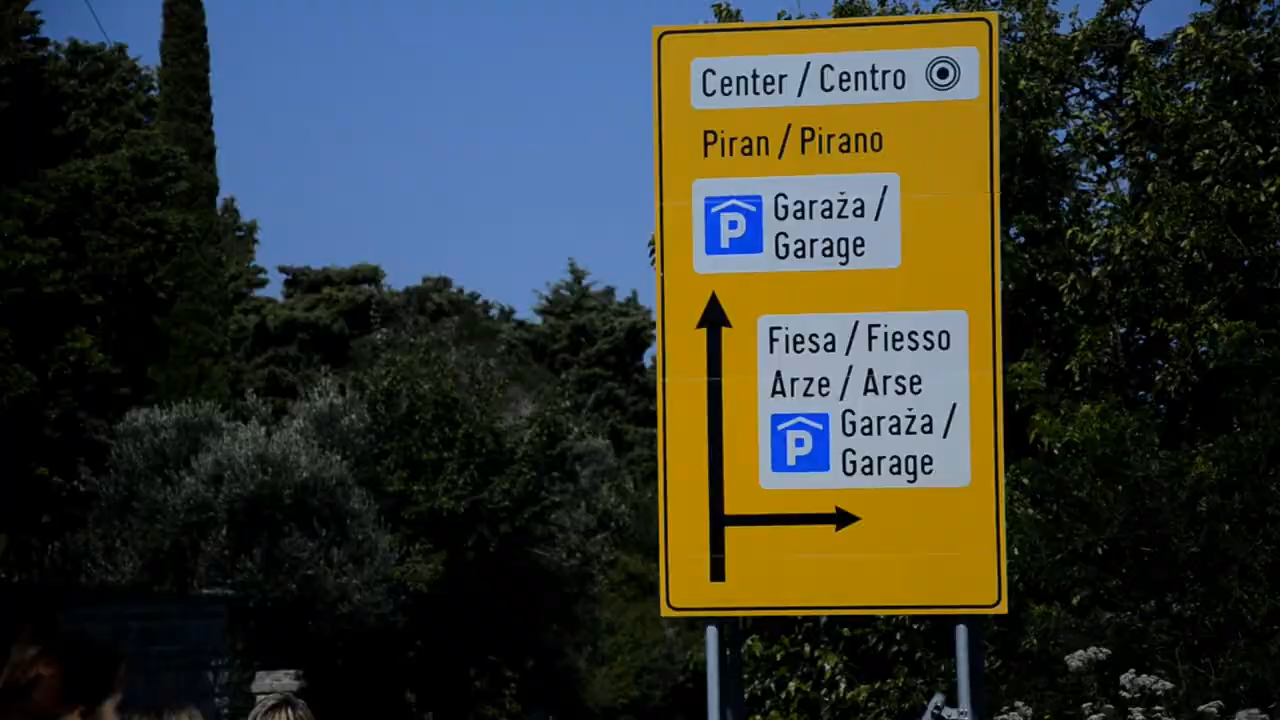 Center / Centro
Piran / Pirano
P Garaža /
Garage
Fiesa / Fiesso
Arze / Arse
P Garaža /
Garage